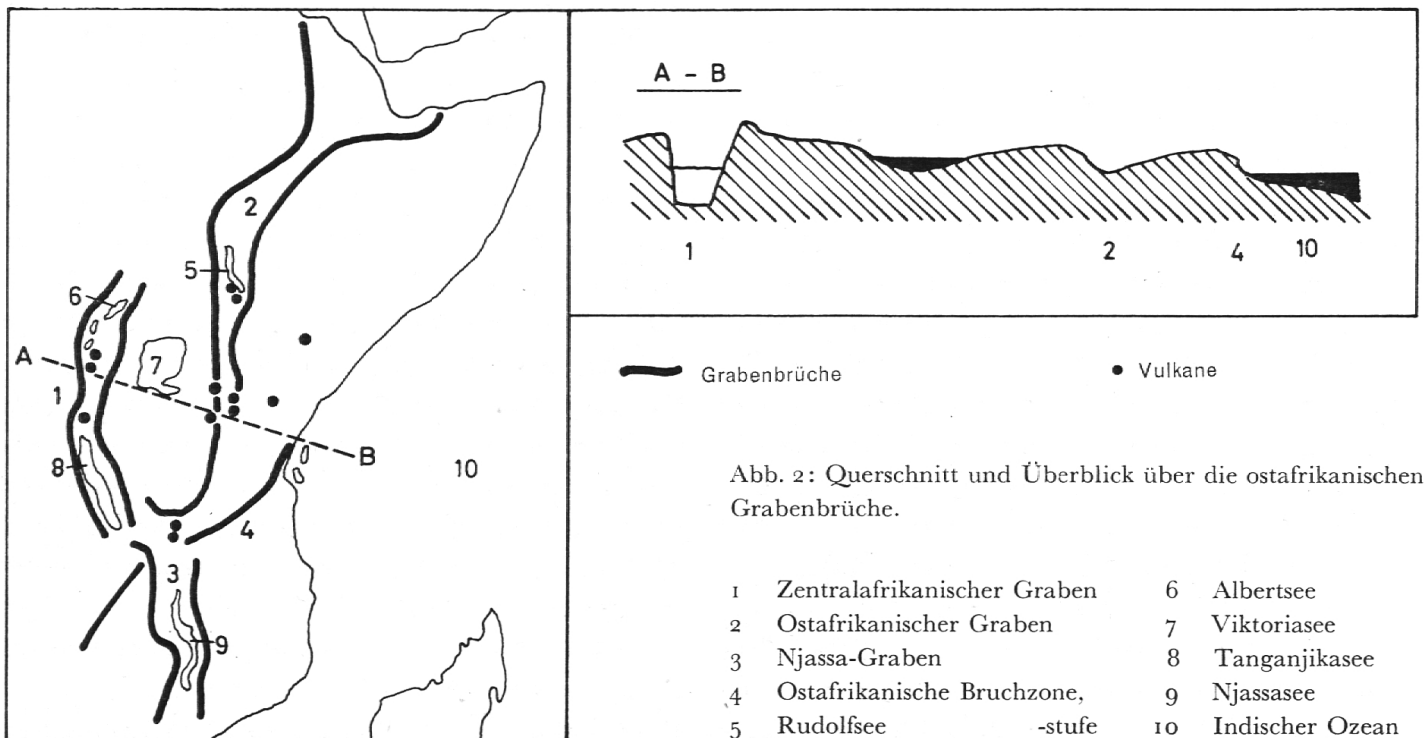 2
5
6
A
7
1
8
B
10
4
3
9
A - B
1 2 4 10
Grabenbrüche
Vulkane
Abb. 2: Querschnitt und Überblick über die ostafrikanischen
Grabenbrüche.
1 Zentralafrikanischer Graben
2 Ostafrikanischer Graben
3 Njassa-Graben
4 Ostafrikanische Bruchzone,
5 Rudolfsee -stufe
6 Albertsee
7 Viktoriasee
8 Tanganjikasee
9 Njassasee
10 Indischer Ozean